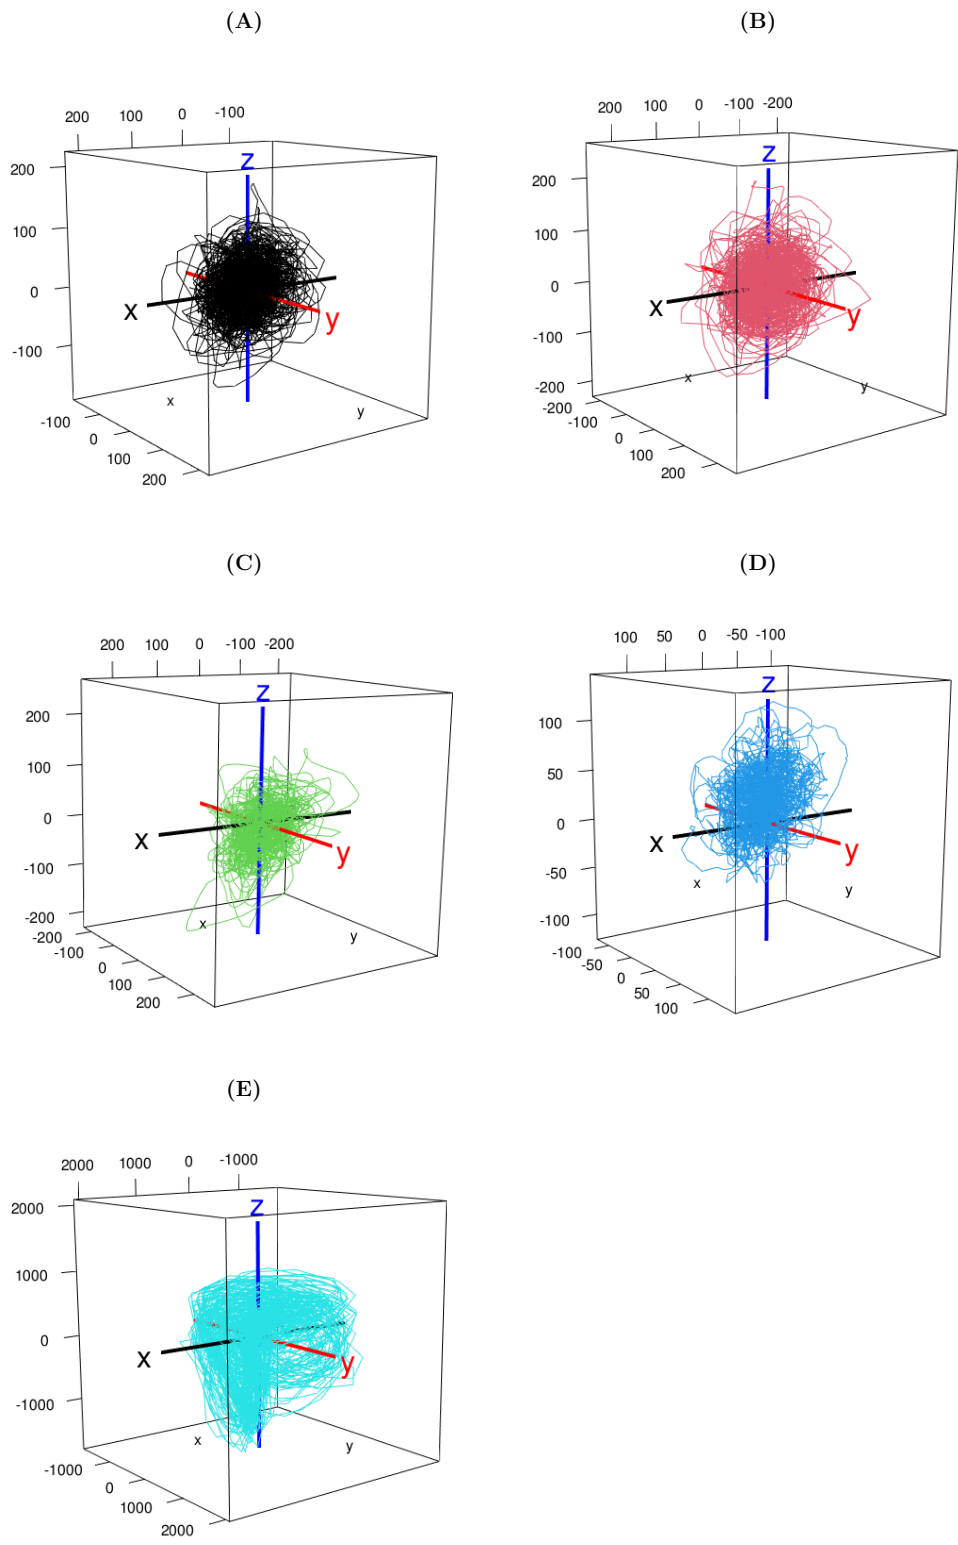 (A) (B)
200 100 0 -100 200 100 0 -100 -200
z z
200 200
100 100
0 0
x y x y
-100 -100
x y x y
-200
-100 -200
0 -100
100 0
200 100
200
(C) (D)
200 100 0 -100 -200 100 50 0 -50 -100
z z
200 100
100 50
0 0
x y x y
-100 -50
x y x y
-200 -100
-200 -100
-100 -50
0 0
100 50
200 100
(E)
2000 1000 0 -1000
z
2000
1000
0
x y
-1000
x y
-1000
0
1000
2000